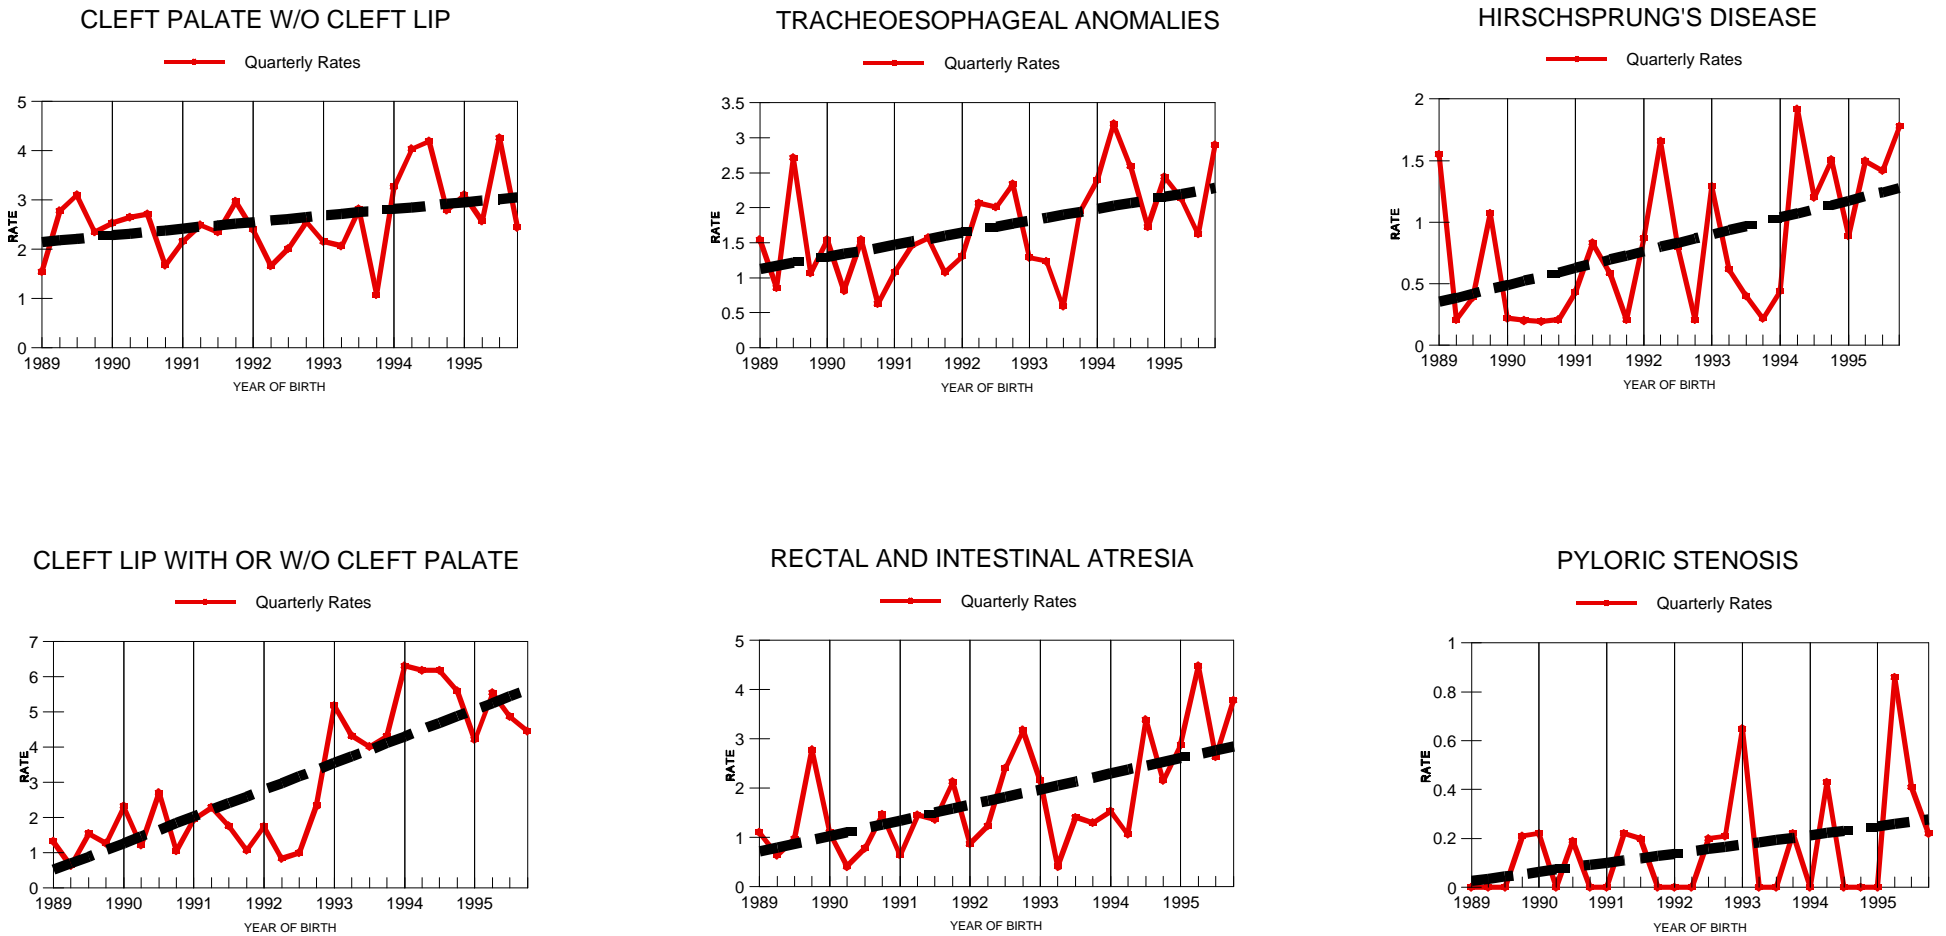 CLEFT PALATE W/O CLEFT LIP
Quarterly Rates
5
4
3
2
1
0
RATE
1989 1990 1991 1992 1993 1994 1995
YEAR OF BIRTH
TRACHEOESOPHAGEAL ANOMALIES
Quarterly Rates
3.5
3
2.5
2
1.5
1
0.5
0
RATE
1989 1990 1991 1992 1993 1994 1995
YEAR OF BIRTH
HIRSCHSPRUNG'S DISEASE
Quarterly Rates
2
1.5
1
0.5
0
RATE
1989 1990 1991 1992 1993 1994 1995
YEAR OF BIRTH
CLEFT LIP WITH OR W/O CLEFT PALATE
Quarterly Rates
7
6
5
4
3
2
1
0
RATE
1989 1990 1991 1992 1993 1994 1995
YEAR OF BIRTH
RECTAL AND INTESTINAL ATRESIA
Quarterly Rates
5
4
3
2
1
0
RATE
1989 1990 1991 1992 1993 1994 1995
YEAR OF BIRTH
PYLORIC STENOSIS
Quarterly Rates
1
0.8
0.6
0.4
0.2
0
RATE
1989 1990 1991 1992 1993 1994 1995
YEAR OF BIRTH